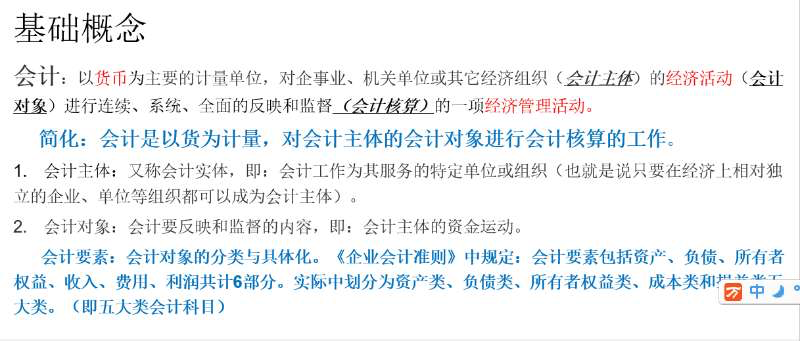 基础概念
会计：以货币为主要的计量单位，对企事业、机关单位或其它经济组织（会计主体）的经济活动（会计
对象）进行连续、系统、全面的反映和监督（会计核算）的一项经济管理活动。
简化：会计是以货为计量，对会计主体的会计对象进行会计核算的工作。
1. 会计主体：又称会计实体，即：会计工作为其服务的特定单位或组织（也就是说只要在经济上相对独
立的企业、单位等组织都可以成为会计主体）。
2. 会计对象：会计要反映和监督的内容，即：会计主体的资金运动。
会计要素：会计对象的分类与具体化。《企业会计准则》中规定：会计要素包括资产、负债、所有者
权益、收入、费用、利润共计6部分。实际中划分为资产类、负债类、所有者权益类、成本类和
大类。（即五大类会计科目）
万 中